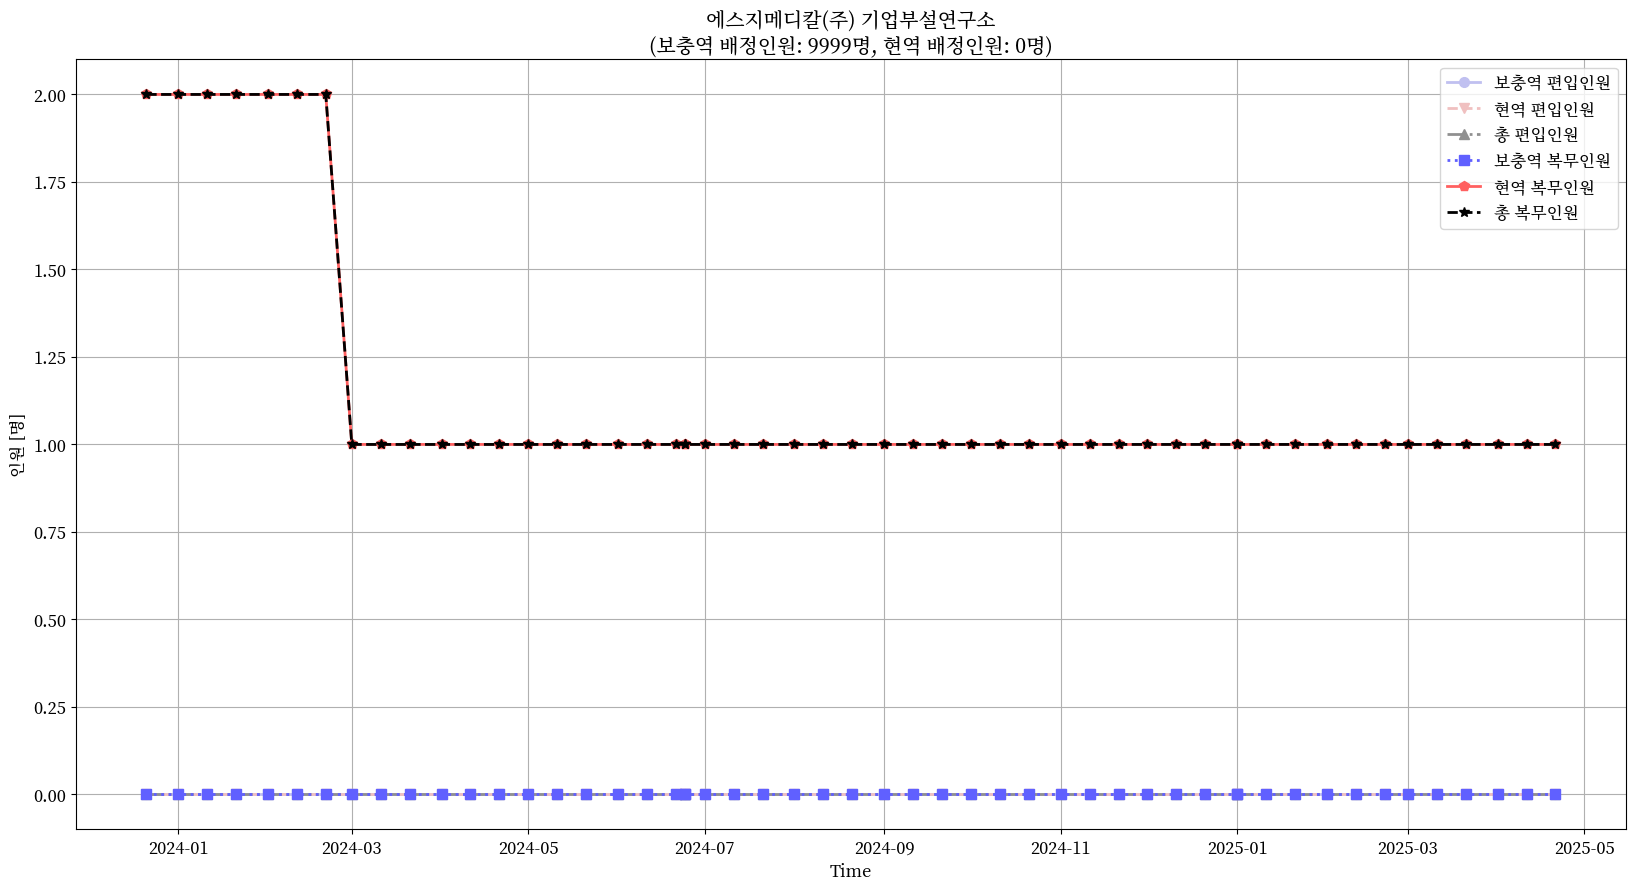 에스지메디칼(주) 기업부설연구소
(보충역 배정인원: 9999명, 현역 배정인원: 0명)
보충역 편입인원
현역 편입인원
총 편입인원
보충역 복무인원
현역 복무인원
총 복무인원
2.00
1.75
1.50
1.25
1.00
0.75
0.50
0.25
0.00
인원 [명]
2024-01 2024-03 2024-05 2024-07 2024-09 2024-11 2025-01 2025-03 2025-05
Time